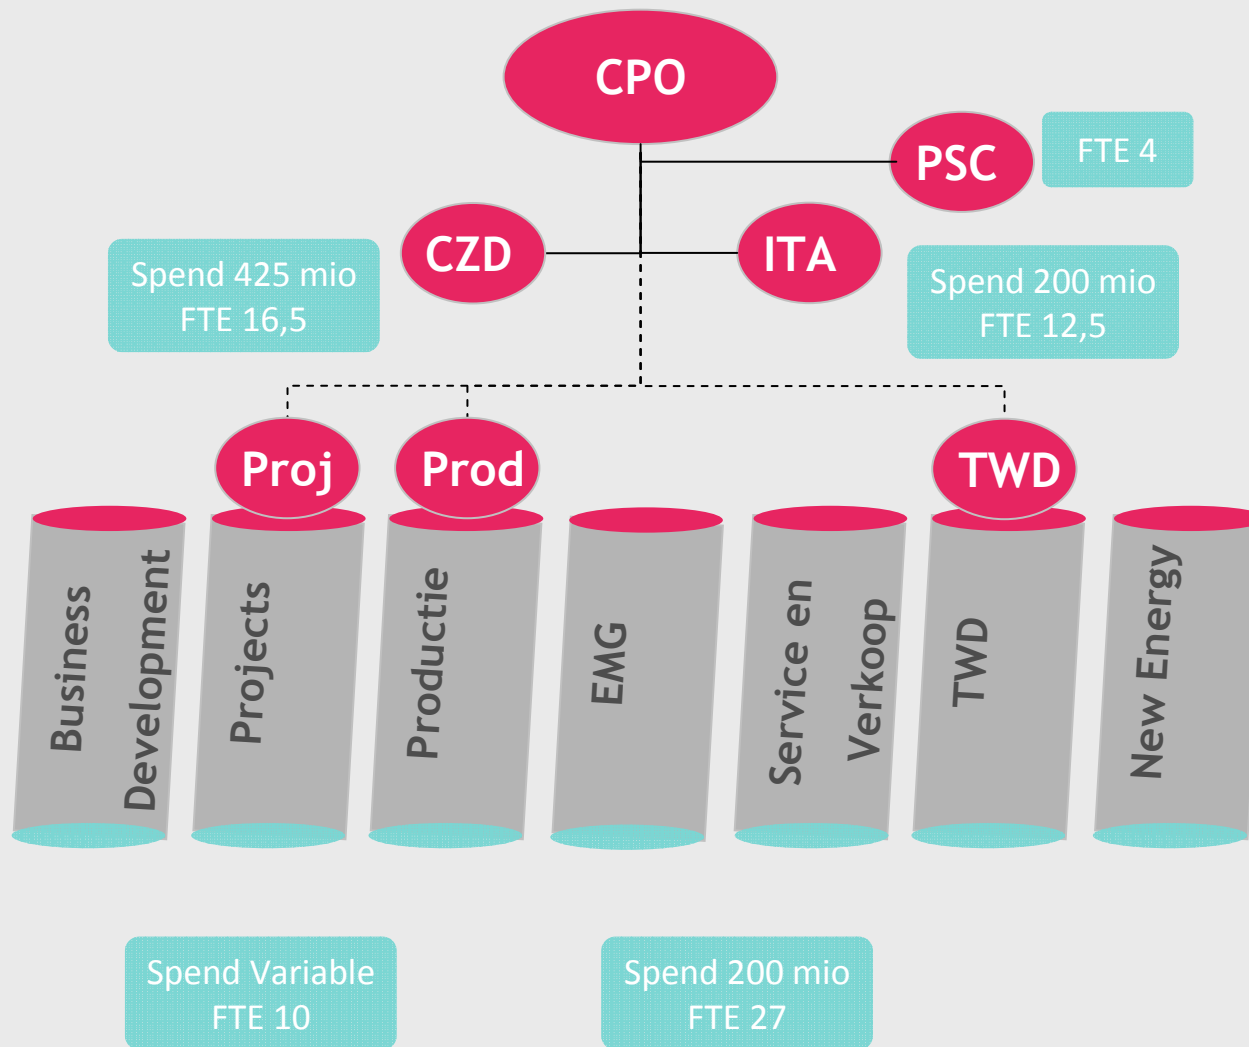 CPO
PSC
FTE 4
CZD
ITA
Spend 425 mio
FTE 16,5
Spend 200 mio
FTE 12,5
Proj
Prod
TWD
Business
Development
Projects
Productie
EMG
Service en
Verkoop
TWD
New Energy
Spend Variable
FTE 10
Spend 200 mio
FTE 27